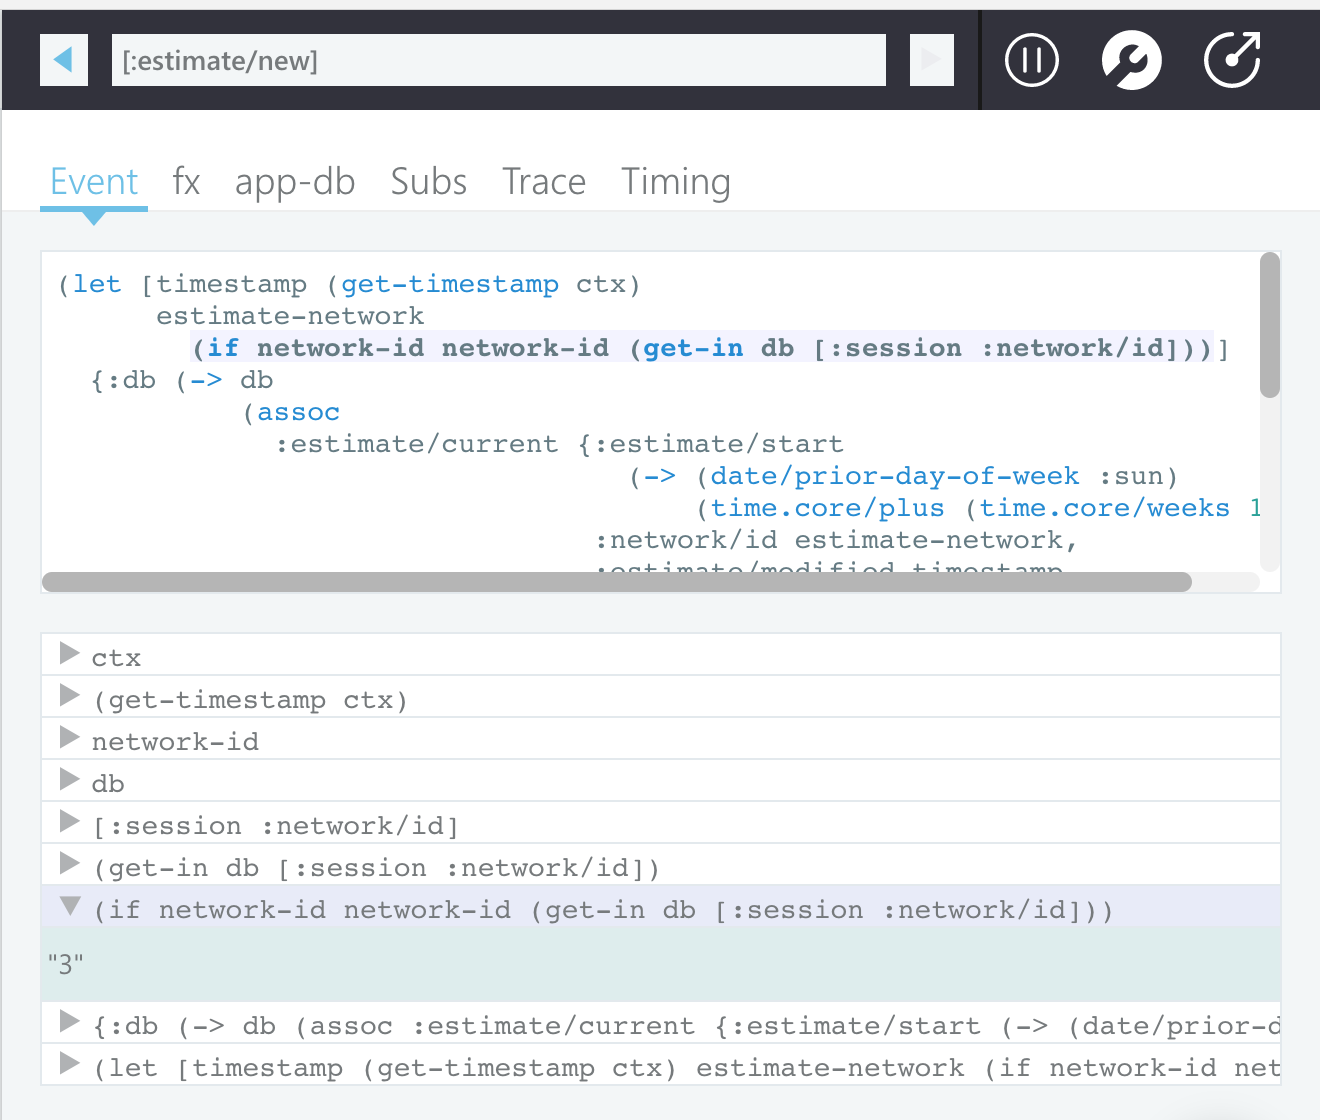 [:estimate/new]
Event fx app-db Subs Trace Timing
(let [timestamp (get-timestamp ctx)
estimate-network
(if network-id network-id (get-in db [:session :network/id]))]
{:db (-> db
(assoc
:estimate/current {:estimate/start
(-> (date/prior-day-of-week :sun)
(time.core/plus (time.core/weeks 1
:network/id estimate-network,
:estimate/modified timestamp
ctx
(get-timestamp ctx)
network-id
db
[:session :network/id]
(get-in db [:session :network/id])
(if network-id network-id (get-in db [:session :network/id]))
"3"
{:db (-> db (assoc :estimate/current {:estimate/start (-> (date/prior-d
(let [timestamp (get-timestamp ctx) estimate-network (if network-id net